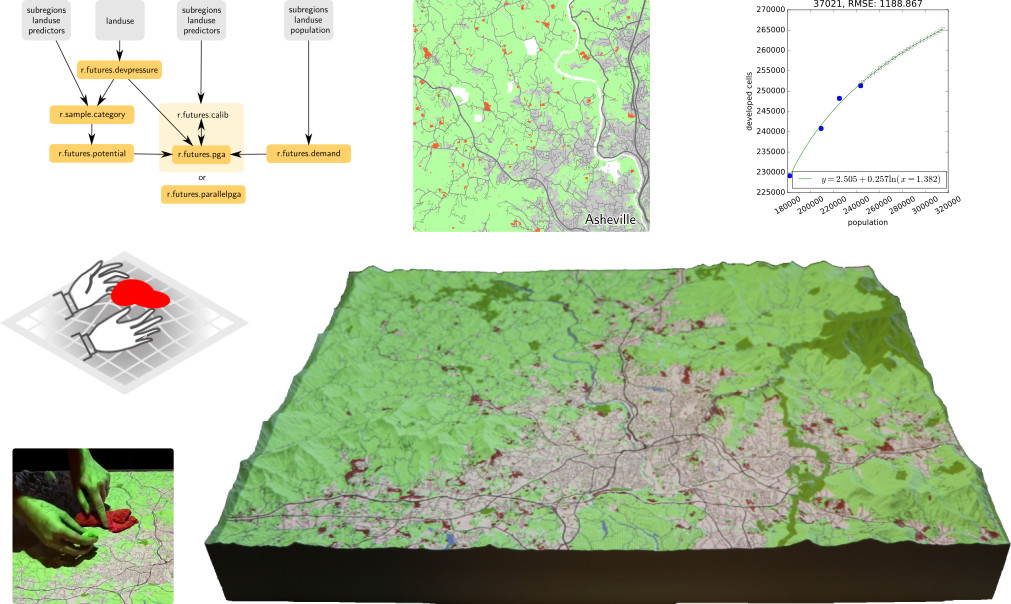 subregions
landuse
predictors
landuse
subregions
landuse
predictors
subregions
landuse
population
r.futures.devpressure
r.sample.category
r.futures.calib
r.futures.potential
r.futures.pga
r.futures.demand
or
r.futures.parallelpga
Asheville
37021, RMSE: 1188.867
270000
265000
260000
255000
250000
245000
240000
235000
230000
225000
developed cells
y = 2.505 + 0.257ln(x − 1.382)
180000
200000
220000
240000
260000
280000
300000
320000
population